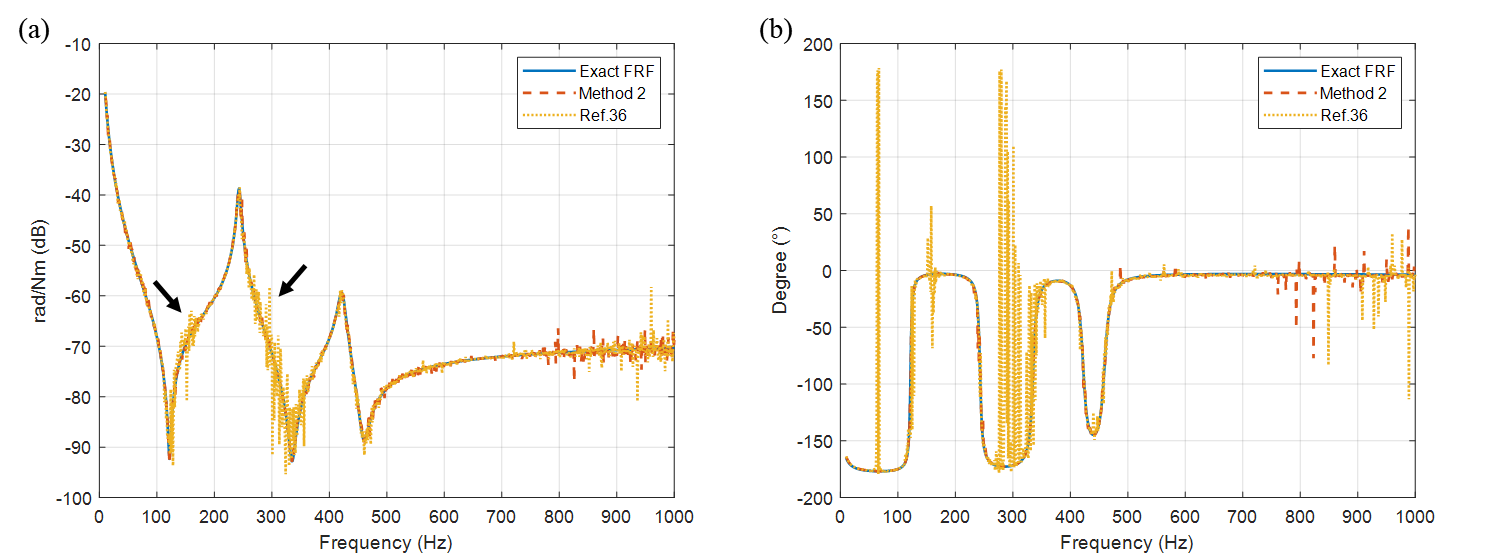 (a)
-10
-20
-30
-40
-50
-60
-70
-80
-90
-100
rad/Nm (dB)
0 100 200 300 400 500 600 700 800 900 1000
Frequency (Hz)
Exact FRF
Method 2
Ref.36
(b)
200
150
100
50
0
-50
-100
-150
-200
Degree (°)
0 100 200 300 400 500 600 700 800 900 1000
Frequency (Hz)
Exact FRF
Method 2
Ref.36